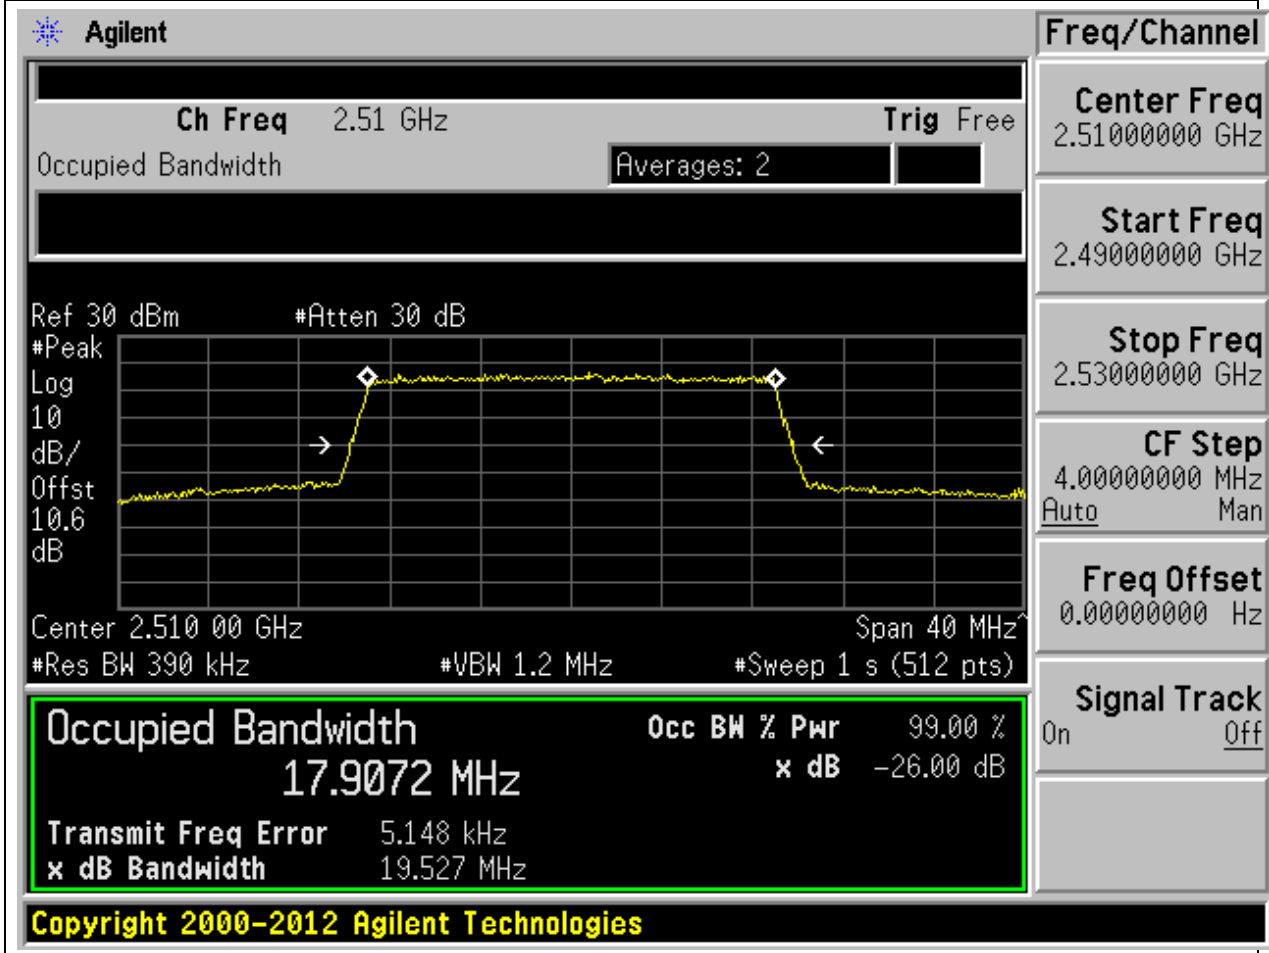 Agilent
Freq/Channel
Ch Freq 2.51 GHz Trig Free
Occupied Bandwidth Averages: 2
Center Freq
2.51000000 GHz
Start Freq
2.49000000 GHz
Stop Freq
2.53000000 GHz
CF Step
4.00000000 MHz
Auto Man
Freq Offset
0.00000000 Hz
Signal Track
On Off
Ref 30 dBm #Atten 30 dB
#Peak
Log
10
dB/
Offst
10.6
dB
Center 2.510 00 GHz Span 40 MHz^
#Res BW 390 kHz #VBW 1.2 MHz #Sweep 1 s (512 pts)
Occupied Bandwidth Occ BW % Pwr 99.00 %
17.9072 MHz x dB -26.00 dB
Transmit Freq Error 5.148 kHz
x dB Bandwidth 19.527 MHz
Copyright 2000-2012 Agilent Technologies